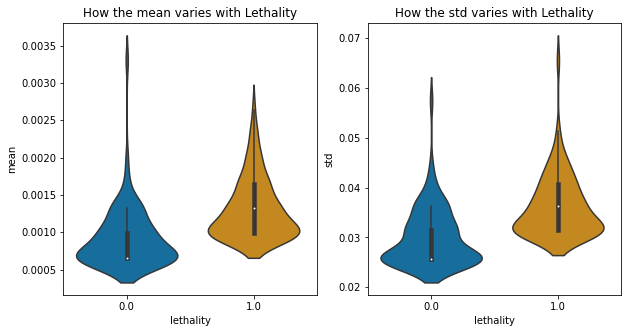 How the mean varies with Lethality
mean
0.0035
0.0030
0.0025
0.0020
0.0015
0.0010
0.0005
0.0
1.0
lethality
How the std varies with Lethality
std
0.07
0.06
0.05
0.04
0.03
0.02
0.0
1.0
lethality